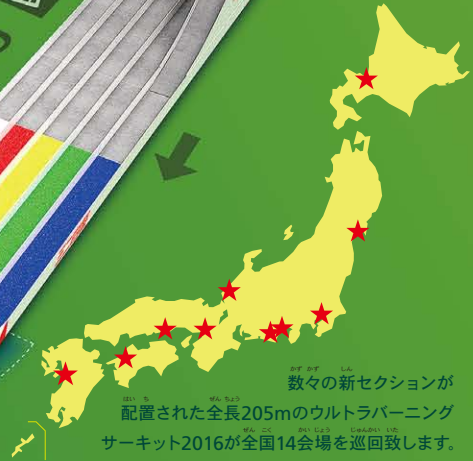 数々の新セクションが
配置された全長205mのウルトラバーニング
サーキット2016が全国14会場を巡回致します。